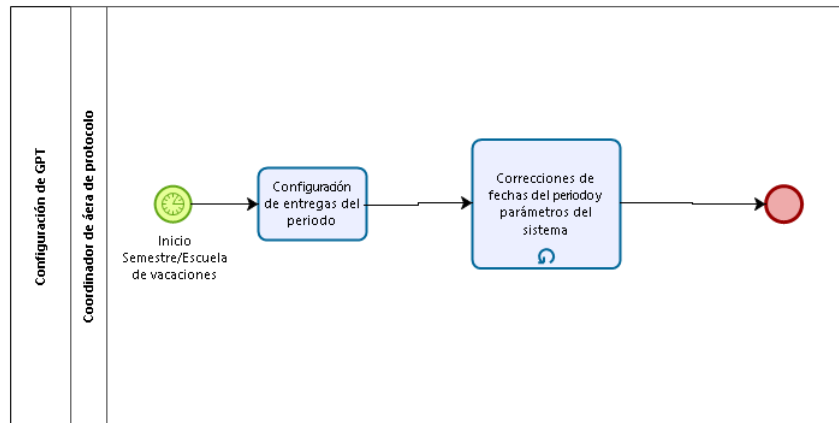 Configuración de GPT
Coordinador de áera de protocolo
Inicio
Semestre/Escuela
de vacaciones
Configuración
de entregas del
periodo
Correcciones de
fechas del periodo y
parámetros del
sistema